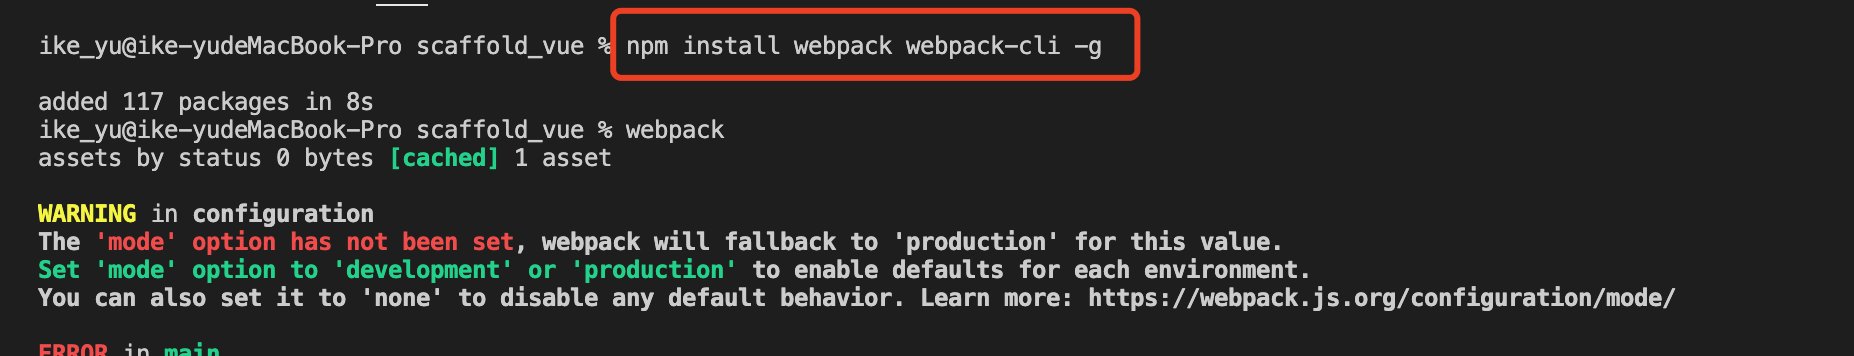 ike_yu@ike-yudeMacBook-Pro scaffold_vue % npm install webpack webpack-cli -g
added 117 packages in 8s
ike_yu@ike-yudeMacBook-Pro scaffold_vue % webpack
assets by status 0 bytes [cached] 1 asset
WARNING in configuration
The 'mode' option has not been set, webpack will fallback to 'production' for this value.
Set 'mode' option to 'development' or 'production' to enable defaults for each environment.
You can also set it to 'none' to disable any default behavior. Learn more: https://webpack.js.org/configuration/mode/
ERROR in main